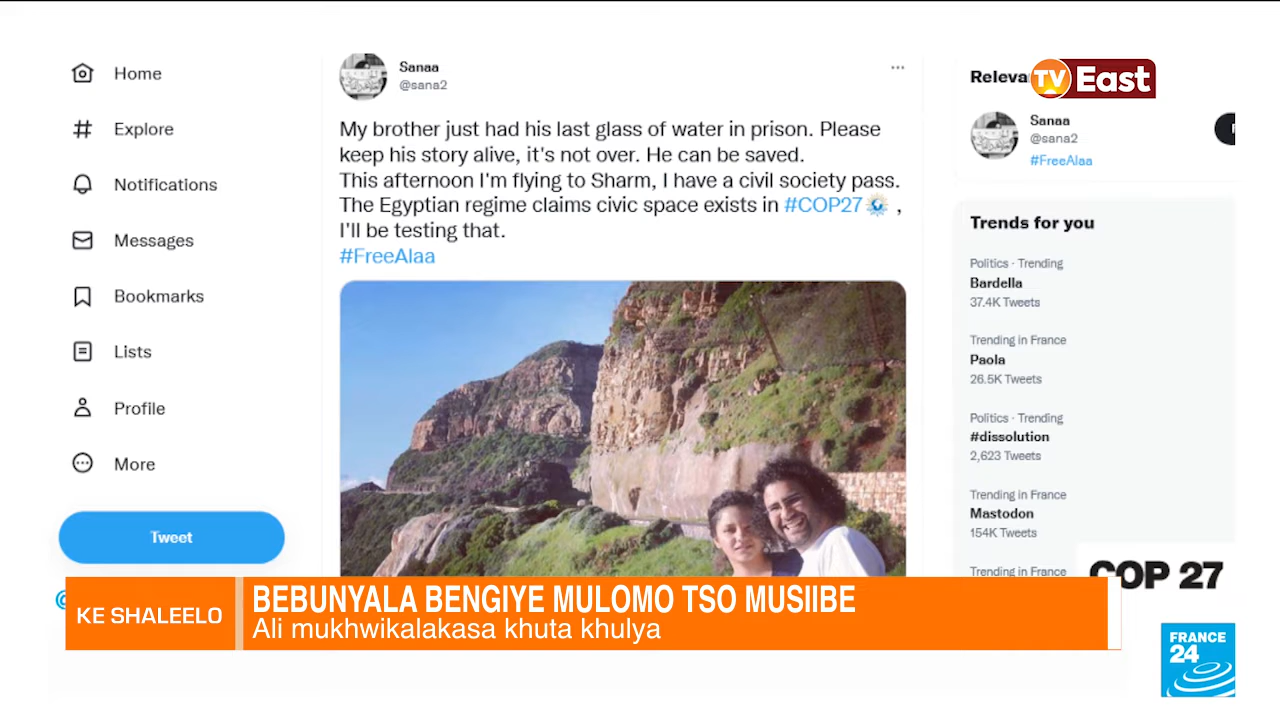 Home
Explore
Notifications
Messages
Bookmarks
Lists
Profile
More
Tweet
Sanaa
@sana2
My brother just had his last glass of water in prison. Please
keep his story alive, it's not over. He can be saved.
This afternoon I'm flying to Sharm, I have a civil society pass.
The Egyptian regime claims civic space exists in #COP27 ,
I'll be testing that.
#FreeAlaa
TV East
Sanaa
@sana2
#FreeAlaa
Trends for you
Politics · Trending
Bardella
37.4K Tweets
Trending in France
Paola
26.5K Tweets
Politics · Trending
#dissolution
2,623 Tweets
Trending in France
Mastodon
154K Tweets
Trending in France
COP 27
KE SHALEELO
BEBUNYALA BENGIYE MULOMO TSO MUSIIBE
Ali mukhwikalakasa khuta khulya
FRANCE
24